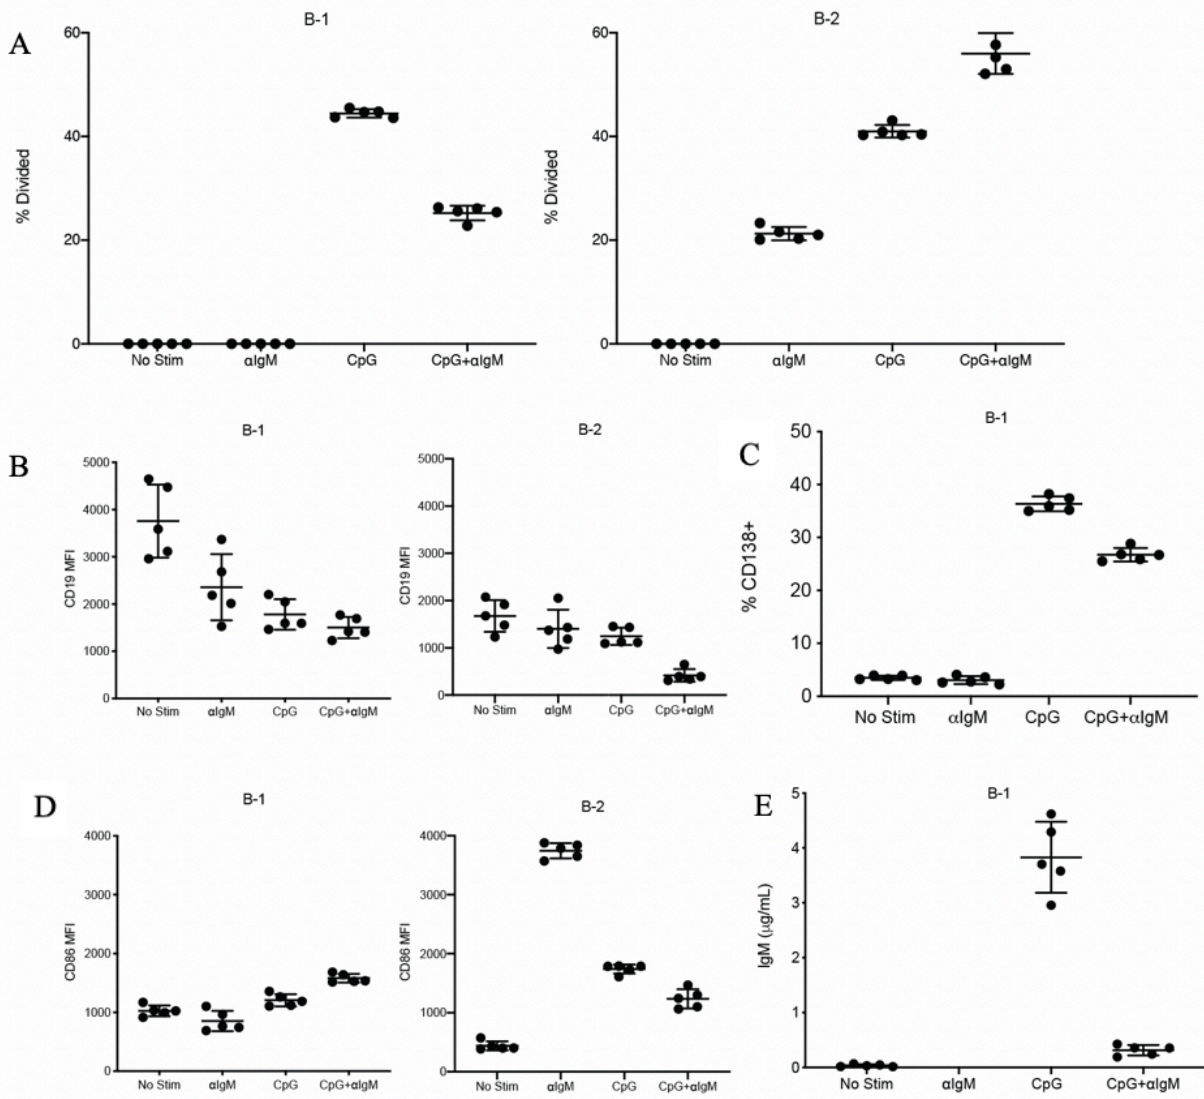 A
B-1
% Divided
60
40
20
0
No Stim αIgM CpG CpG+αIgM
B-2
% Divided
60
40
20
0
No Stim αIgM CpG CpG+αIgM
B
B-1
CD19 MFI
5000
4000
3000
2000
1000
0
No Stim αIgM CpG CpG+αIgM
B-2
CD19 MFI
5000
4000
3000
2000
1000
0
No Stim αIgM CpG CpG+αIgM
C
B-1
% CD138+
50
40
30
20
10
0
No Stim αIgM CpG CpG+αIgM
D
B-1
CD86 MFI
4000
3000
2000
1000
0
No Stim αIgM CpG CpG+αIgM
B-2
CD86 MFI
4000
3000
2000
1000
0
No Stim αIgM CpG CpG+αIgM
E
B-1
IgM (µg/mL)
5
4
3
2
1
0
No Stim αIgM CpG CpG+αIgM